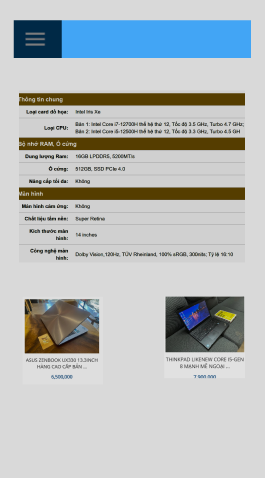 Thông tin chung
Loại card đồ họa: Intel Iris Xe
Loại CPU: Bản 1: Intel Core i7-12700H thế hệ thứ 12, Tốc độ 3.5 GHz, Turbo 4.7 GHz;
Bản 2: Intel Core i5-12500H thế hệ thứ 12, Tốc độ 3.3 GHz, Turbo 4.5 GH
Bộ nhớ RAM, Ổ cứng
Dung lượng Ram: 16GB LPDDR5, 5200MT/s
Ổ cứng: 512GB, SSD PCIe 4.0
Nâng cấp tối đa: Không
Màn hình
Màn hình cảm ứng: Không
Chất liệu tấm nền: Super Retina
Kích thước màn hình: 14 inches
Công nghệ màn hình: Dolby Vision,120Hz, TÜV Rheinland, 100% sRGB, 300nits; Tỷ lệ 16:10
ASUS ZENBOOK UX330 13.3INCH
HÀNG CAO CẤP BẢN ...
6,500,000
THINKPAD LIKENEW CORE I5-GEN
8 MẠNH MẼ NGOẠI ...
7,900,000